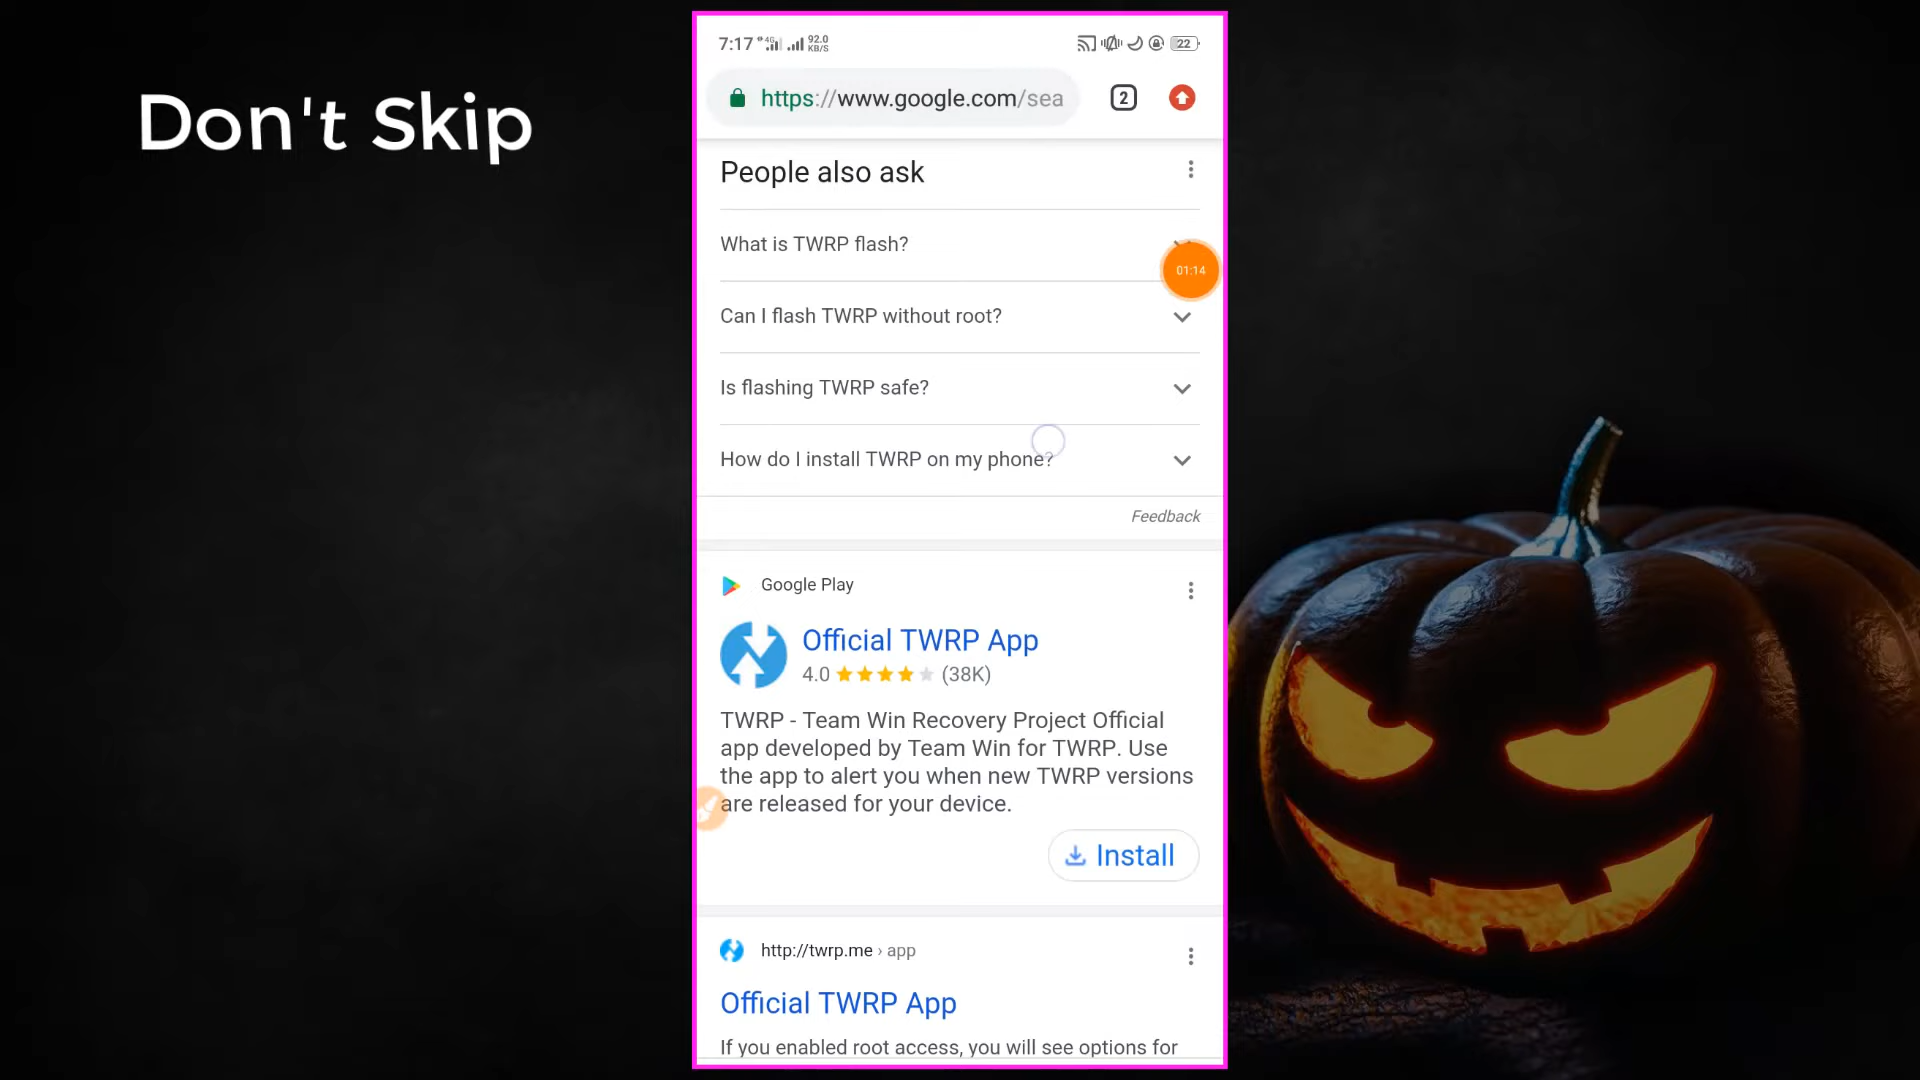 Don't Skip
7:17 4G 92.0 KB/S 22
https://www.google.com/sea 2
People also ask
What is TWRP flash?
01:14
Can I flash TWRP without root?
Is flashing TWRP safe?
How do I install TWRP on my phone?
Feedback
Google Play
Official TWRP App
4.0 (38K)
TWRP - Team Win Recovery Project Official
app developed by Team Win for TWRP. Use
the app to alert you when new TWRP versions
are released for your device.
Install
http://twrp.me › app
Official TWRP App
If you enabled root access, you will see options for